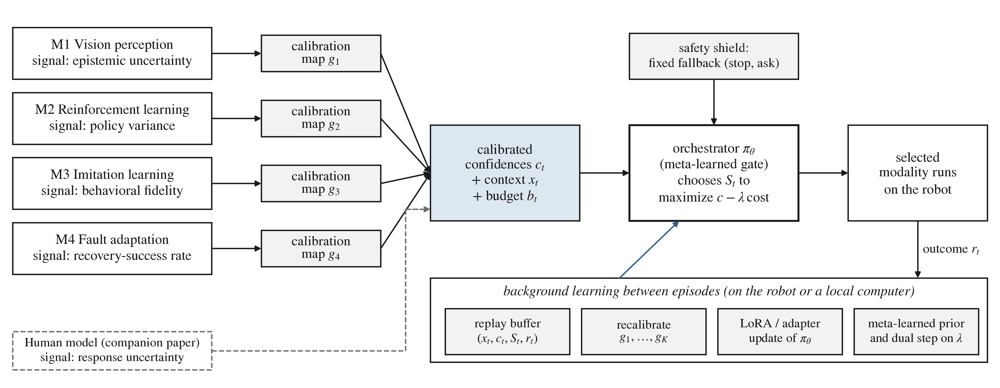 M1 Vision perception
signal: epistemic uncertainty
calibration
map g₁
M2 Reinforcement learning
signal: policy variance
calibration
map g₂
M3 Imitation learning
signal: behavioral fidelity
calibration
map g₃
M4 Fault adaptation
signal: recovery-success rate
calibration
map g₄
Human model (companion paper)
signal: response uncertainty
calibrated
confidences cₜ
+ context xₜ
+ budget bₜ
safety shield:
fixed fallback (stop, ask)
orchestrator π_θ
(meta-learned gate)
chooses Sₜ to
maximize c − λ cost
selected
modality runs
on the robot
outcome rₜ
background learning between episodes (on the robot or a local computer)
replay buffer
(xₜ, cₜ, Sₜ, rₜ)
recalibrate
g₁, …, g_K
LoRA / adapter
update of π_θ
meta-learned prior
and dual step on λ